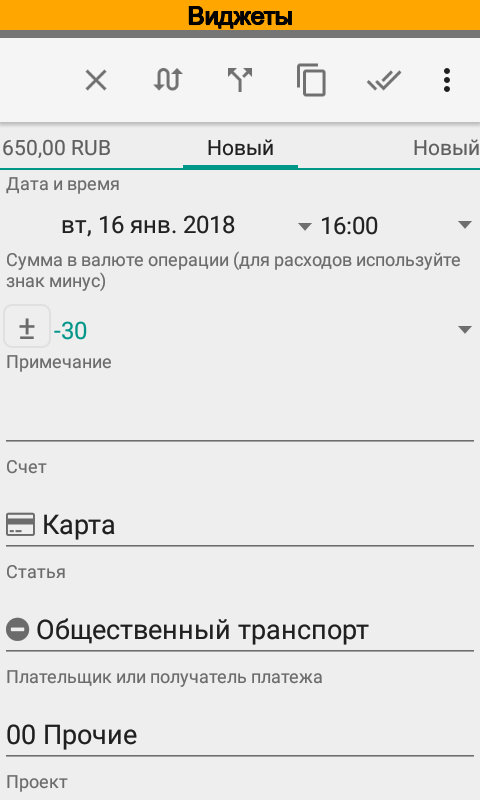 Виджеты
650,00 RUB Новый Новый
Дата и время
вт, 16 янв. 2018 16:00
Сумма в валюте операции (для расходов используйте
знак минус)
± -30
Примечание
Счет
Карта
Статья
Общественный транспорт
Плательщик или получатель платежа
00 Прочие
Проект